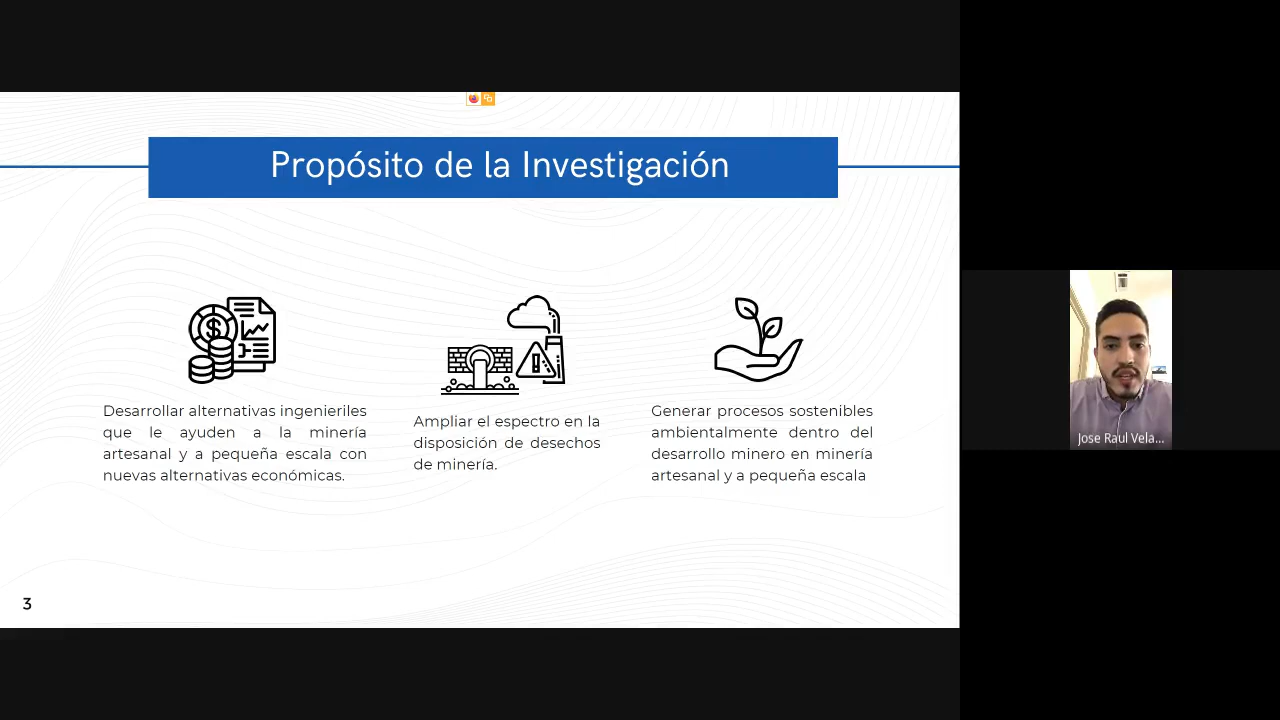 Propósito de la Investigación
Desarrollar alternativas ingenieriles
que le ayuden a la minería
artesanal y a pequeña escala con
nuevas alternativas económicas.
Ampliar el espectro en la
disposición de desechos
de minería.
Generar procesos sostenibles
ambientalmente dentro del
desarrollo minero en minería
artesanal y a pequeña escala
3
Jose Raul Vela...